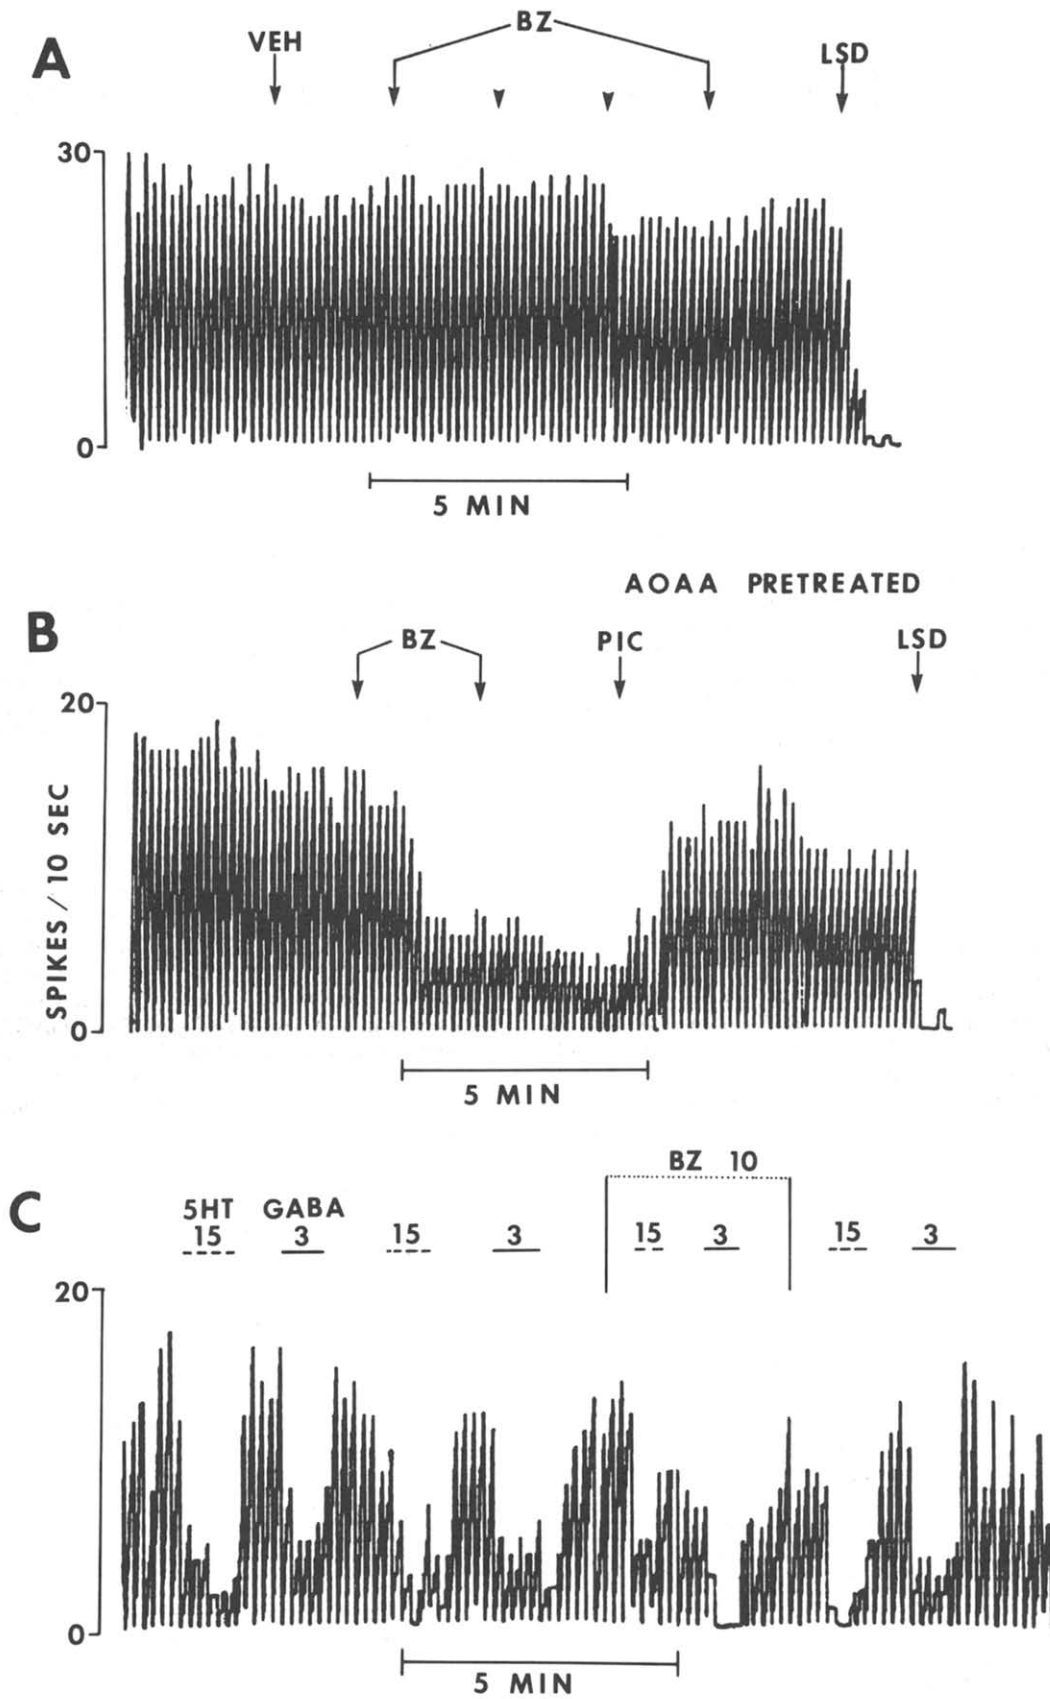 A
VEH
BZ
LSD
30
0
5 MIN
AOAA PRETREATED
B
BZ
PIC
LSD
20
SPIKES / 10 SEC
0
5 MIN
BZ 10
C
5HT GABA
15 3 15 3 15 3 15 3
20
0
5 MIN